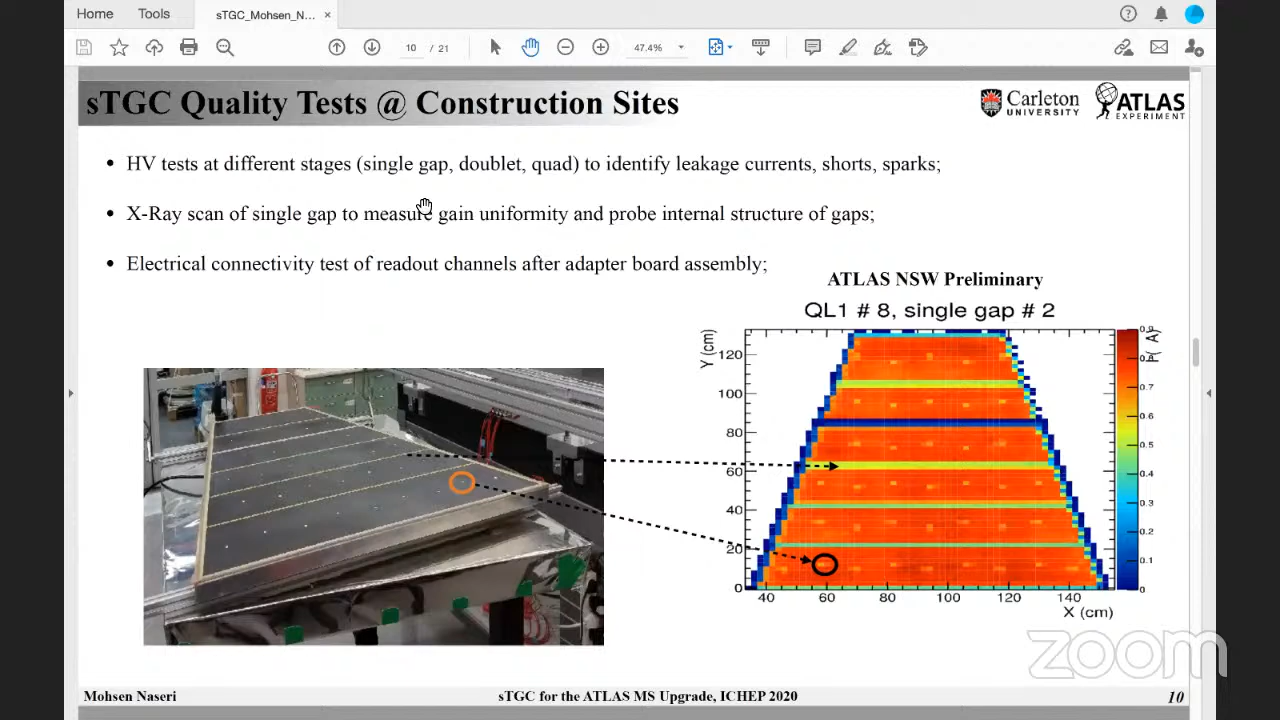 Home Tools sTGC_Mohsen_N... ×
10 / 21 47.4%
sTGC Quality Tests @ Construction Sites
Carleton UNIVERSITY
ATLAS EXPERIMENT
• HV tests at different stages (single gap, doublet, quad) to identify leakage currents, shorts, sparks;
• X-Ray scan of single gap to measure gain uniformity and probe internal structure of gaps;
• Electrical connectivity test of readout channels after adapter board assembly;
ATLAS NSW Preliminary
QL1 # 8, single gap # 2
Y (cm)
120
100
80
60
40
20
0
40 60 80 100 120 140
X (cm)
0.7
0.6
0.5
0.4
0.3
0.2
0.1
0
zoom
Mohsen Naseri sTGC for the ATLAS MS Upgrade, ICHEP 2020 10